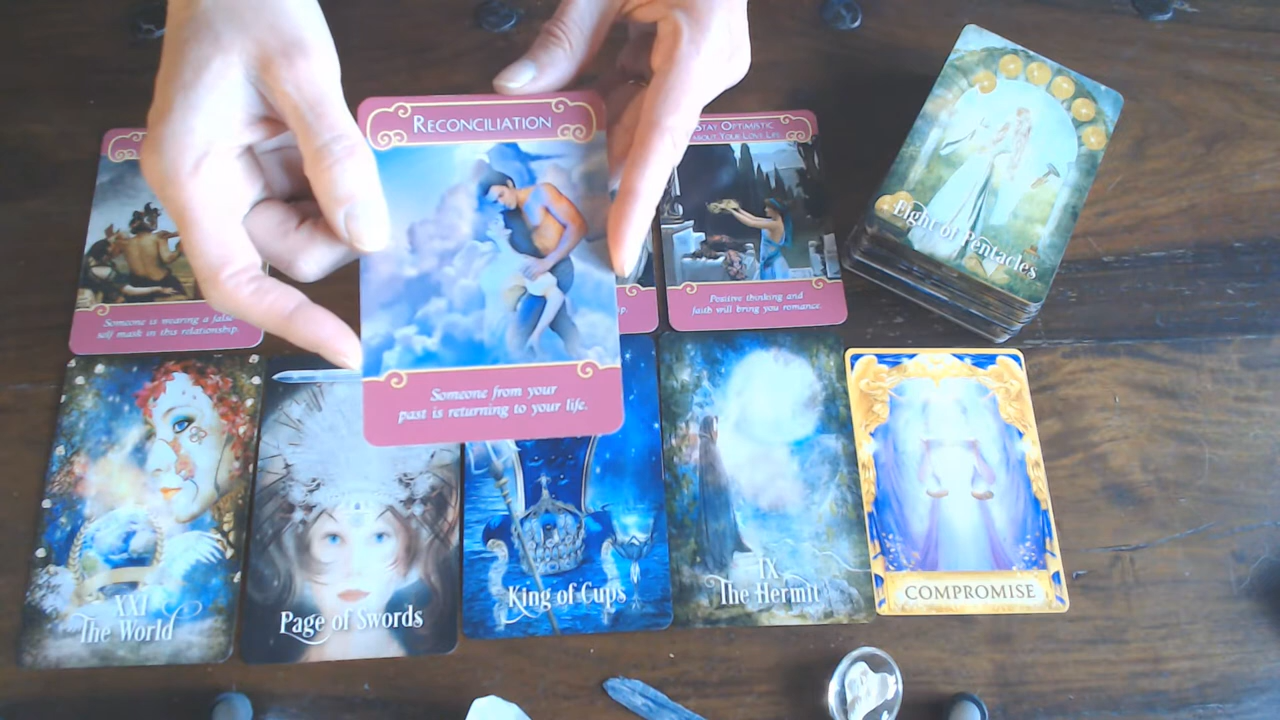 RECONCILIATION
Someone from your
past is returning to your life.
STAY OPTIMISTIC
ABOUT YOUR LOVE LIFE
Positive thinking and
faith will bring you romance.
Someone is wearing a false
self mask in this relationship.
Eight of Pentacles
XXI
The World
Page of Swords
King of Cups
IX
The Hermit
COMPROMISE